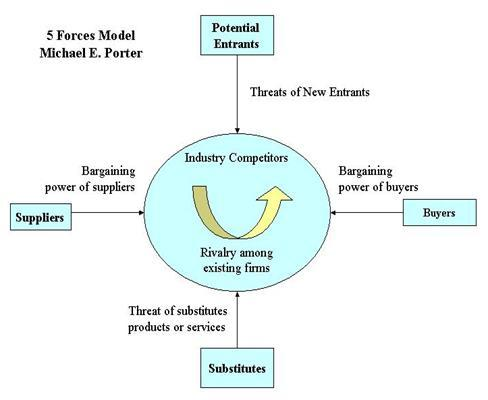 5 Forces Model
Michael E. Porter
Potential
Entrants
Threats of New Entrants
Industry Competitors
Bargaining
power of suppliers
Bargaining
power of buyers
Suppliers
Buyers
Rivalry among
existing firms
Threat of substitutes
products or services
Substitutes